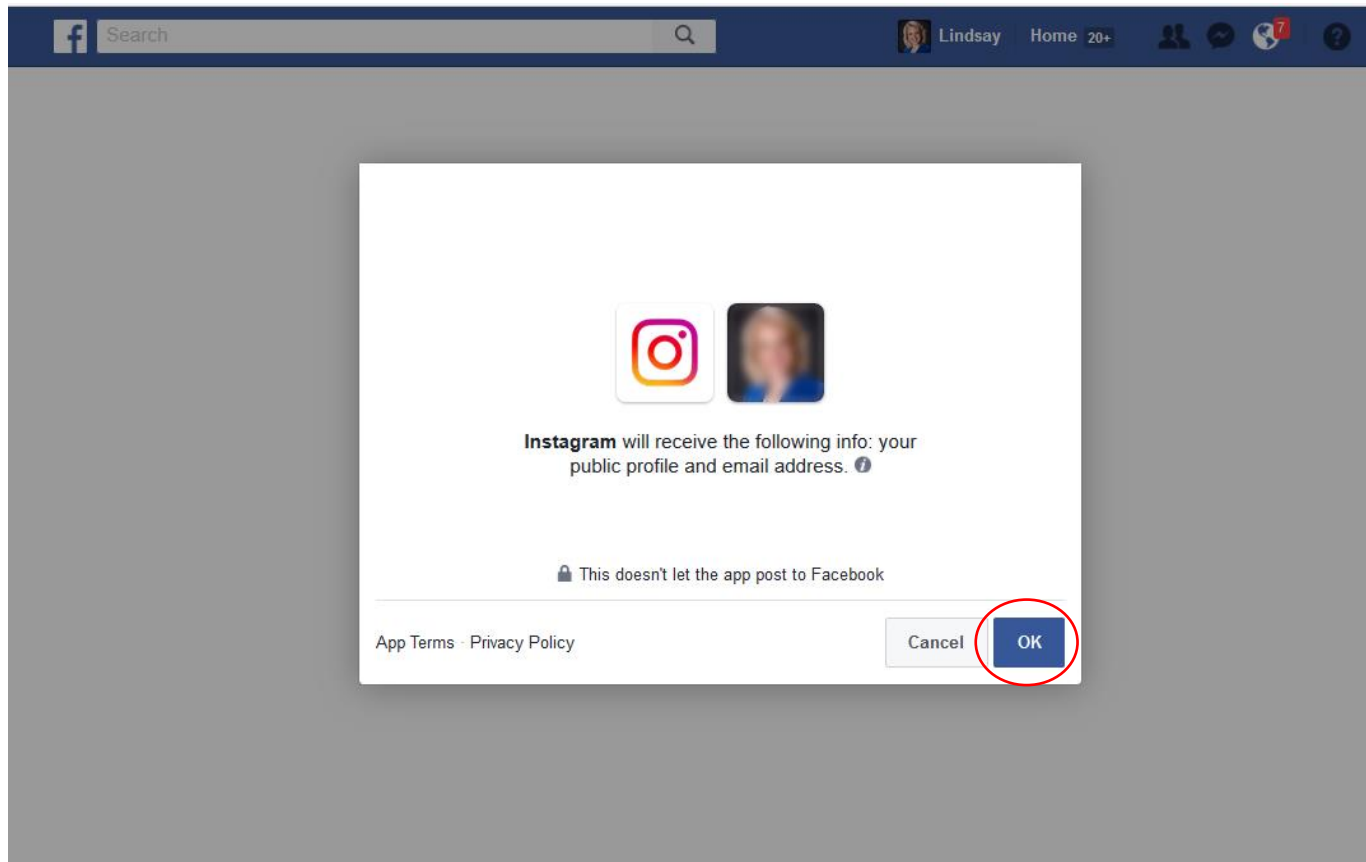 f Search Lindsay Home 20+ 7 ?
Instagram will receive the following info: your
public profile and email address. i
This doesn't let the app post to Facebook
App Terms · Privacy Policy Cancel OK